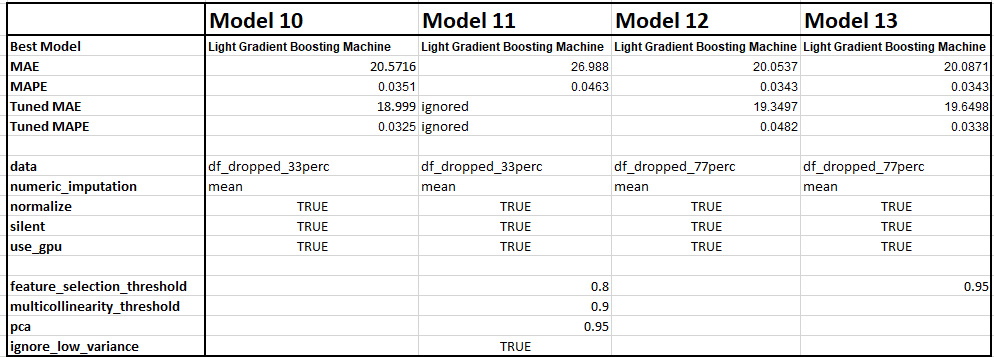 Model 10 Model 11 Model 12 Model 13
Best Model Light Gradient Boosting Machine Light Gradient Boosting Machine Light Gradient Boosting Machine Light Gradient Boosting Machine
MAE 20.5716 26.988 20.0537 20.0871
MAPE 0.0351 0.0463 0.0343 0.0343
Tuned MAE 18.999 ignored 19.3497 19.6498
Tuned MAPE 0.0325 ignored 0.0482 0.0338
data df_dropped_33perc df_dropped_33perc df_dropped_77perc df_dropped_77perc
numeric_imputation mean mean mean mean
normalize TRUE TRUE TRUE TRUE
silent TRUE TRUE TRUE TRUE
use_gpu TRUE TRUE TRUE TRUE
feature_selection_threshold 0.8 0.95
multicollinearity_threshold 0.9
pca 0.95
ignore_low_variance TRUE